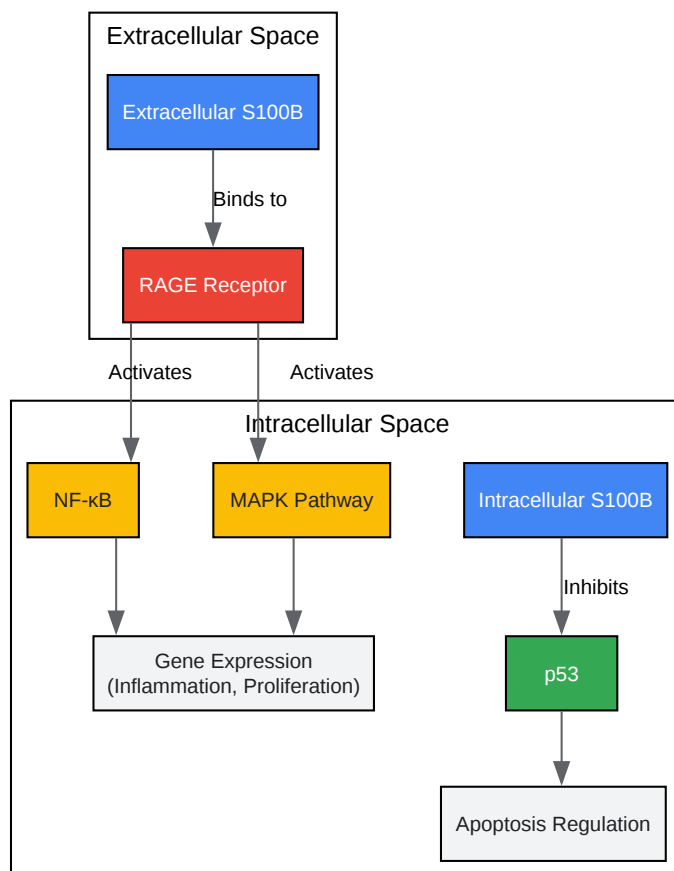 Extracellular Space
Extracellular S100B
Binds to
RAGE Receptor
Activates
Activates
Intracellular Space
NF-κB
MAPK Pathway
Intracellular S100B
Inhibits
Gene Expression
(Inflammation, Proliferation)
p53
Apoptosis Regulation